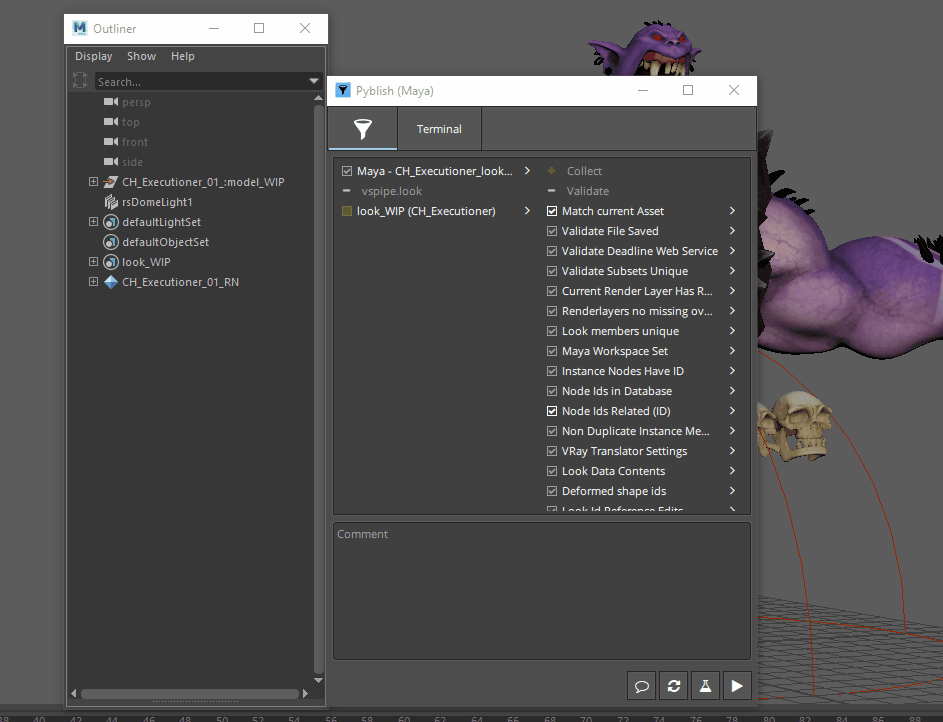 Outliner
Display Show Help
Search...
persp
top
front
side
CH_Executioner_01_:model_WIP
rsDomeLight1
defaultLightSet
defaultObjectSet
look_WIP
CH_Executioner_01_RN
Pyblish (Maya)
Terminal
Maya - CH_Executioner_look...
vspipe.look
look_WIP (CH_Executioner)
Collect
Validate
Match current Asset
Validate File Saved
Validate Deadline Web Service
Validate Subsets Unique
Current Render Layer Has R...
Renderlayers no missing ov...
Look members unique
Maya Workspace Set
Instance Nodes Have ID
Node Ids in Database
Node Ids Related (ID)
Non Duplicate Instance Me...
VRay Translator Settings
Look Data Contents
Deformed shape ids
Look Id Reference Edits
Comment
38 40 42 44 46 48 50 52 54 56 58 60 62 64 66 68 70 72 74 76 78 80 82 84 86 88